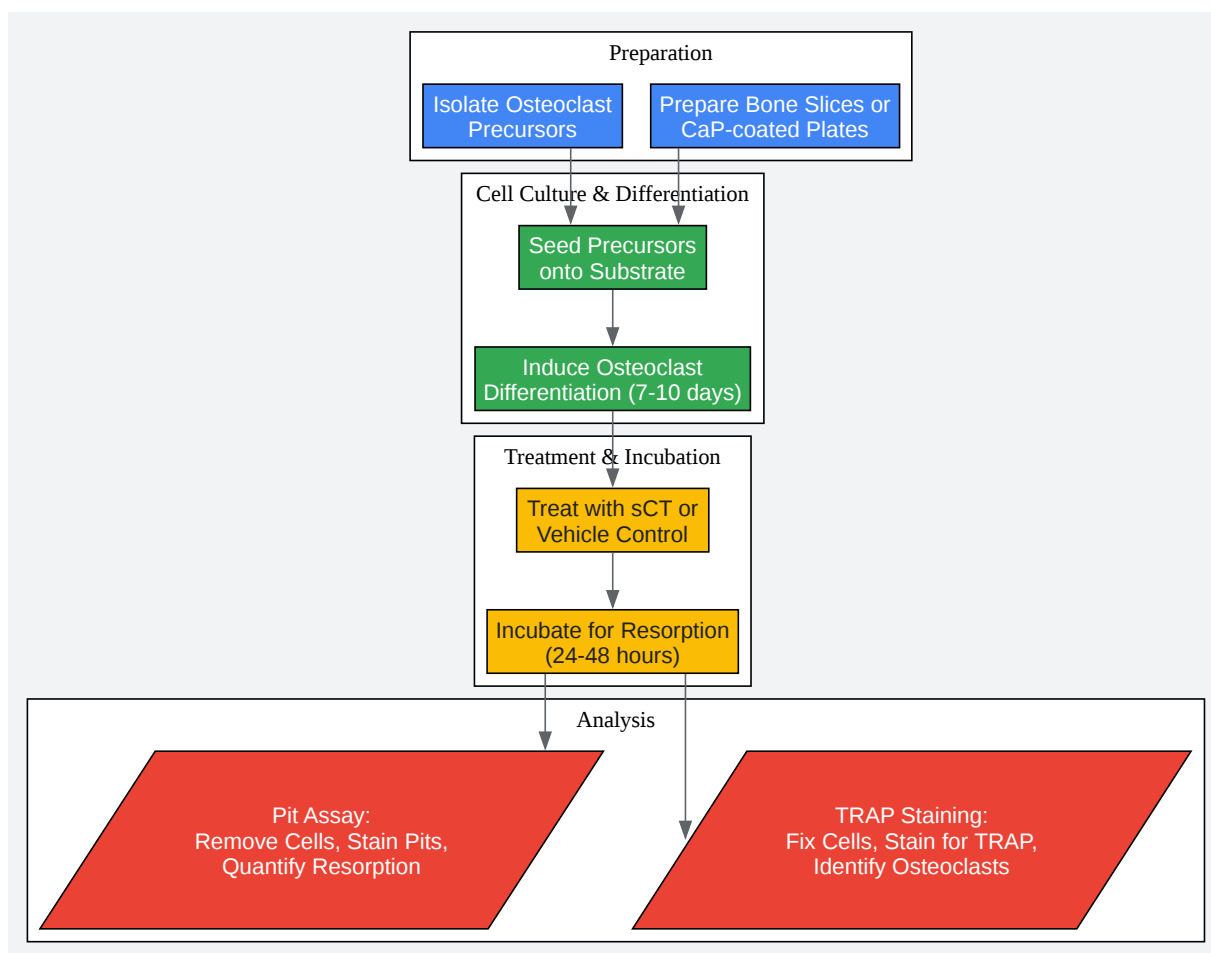 Preparation
Isolate Osteoclast
Precursors
Prepare Bone Slices or
CaP-coated Plates
Cell Culture & Differentiation
Seed Precursors
onto Substrate
Induce Osteoclast
Differentiation (7-10 days)
Treatment & Incubation
Treat with sCT or
Vehicle Control
Incubate for Resorption
(24-48 hours)
Analysis
Pit Assay:
Remove Cells, Stain Pits,
Quantify Resorption
TRAP Staining:
Fix Cells, Stain for TRAP,
Identify Osteoclasts